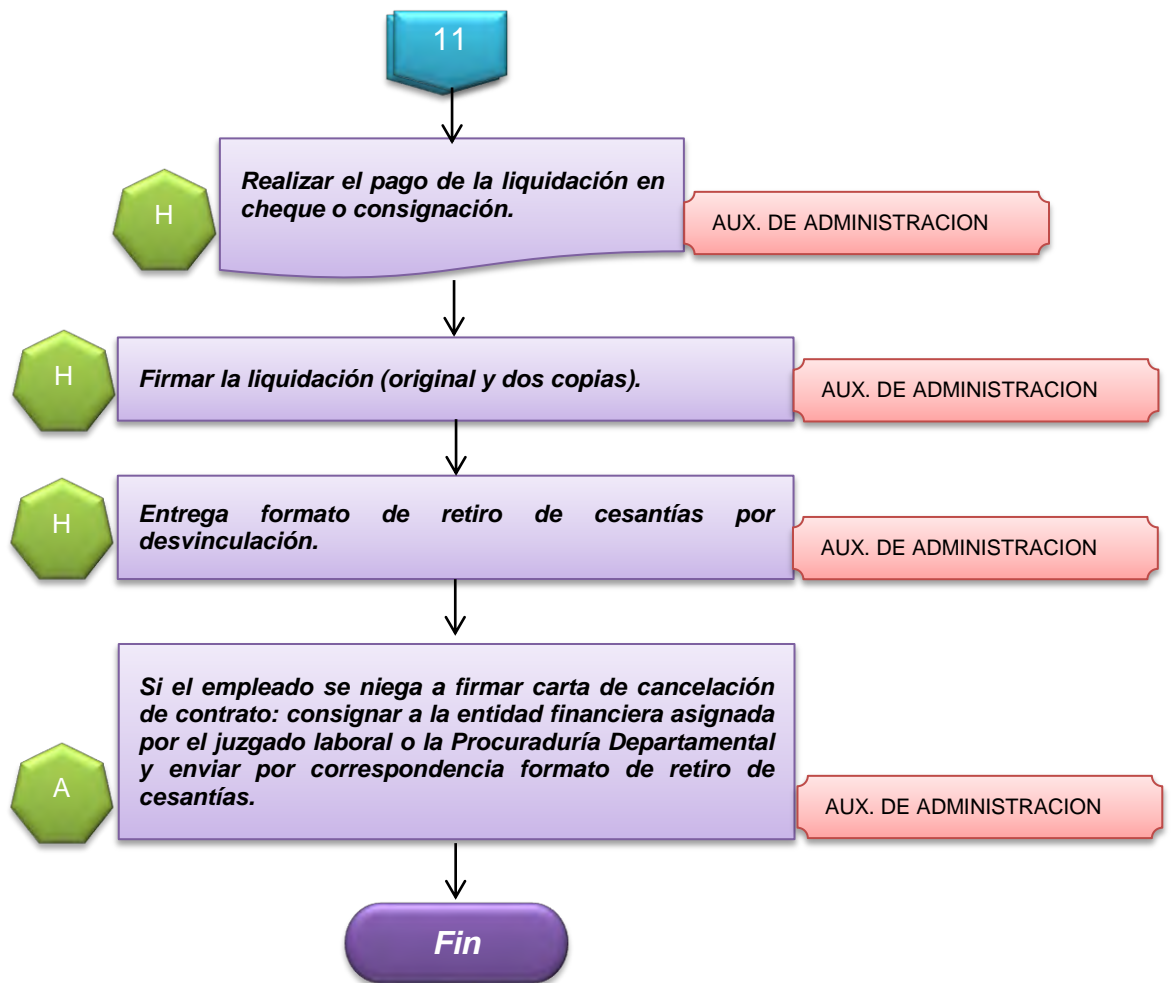 11
Realizar el pago de la liquidación en
cheque o consignación.
H
AUX. DE ADMINISTRACION
H
Firmar la liquidación (original y dos copias).
AUX. DE ADMINISTRACION
H
Entrega formato de retiro de cesantías por
desvinculación.
AUX. DE ADMINISTRACION
Si el empleado se niega a firmar carta de cancelación
de contrato: consignar a la entidad financiera asignada
por el juzgado laboral o la Procuraduría Departamental
y enviar por correspondencia formato de retiro de
cesantías.
A
AUX. DE ADMINISTRACION
Fin